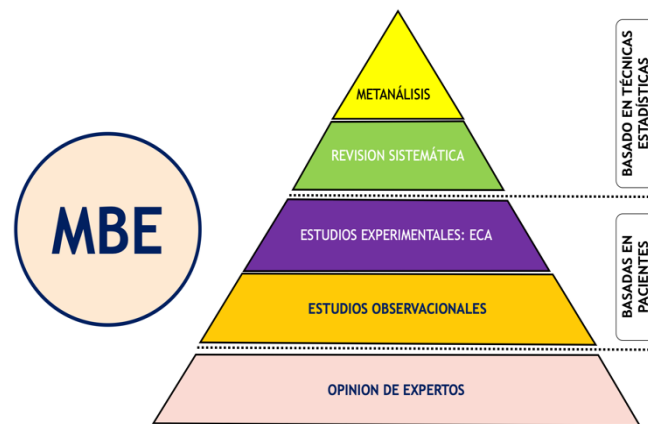 MBE
METANÁLISIS
REVISION SISTEMÁTICA
ESTUDIOS EXPERIMENTALES: ECA
ESTUDIOS OBSERVACIONALES
OPINION DE EXPERTOS
BASADO EN TÉCNICAS
ESTADÍSTICAS
BASADAS EN
PACIENTES